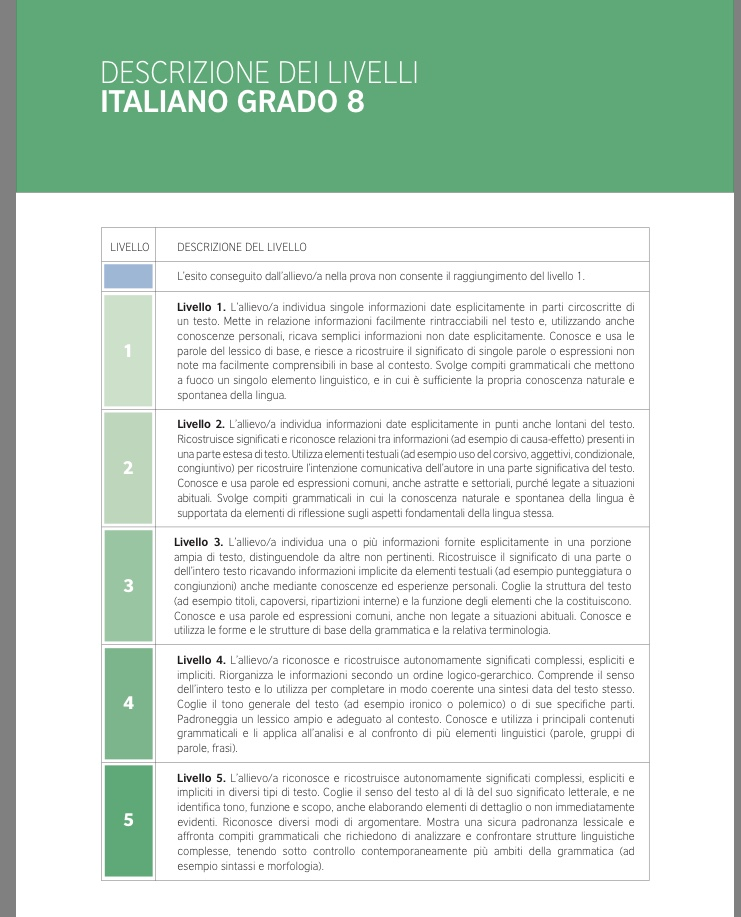 DESCRIZIONE DEI LIVELLI
ITALIANO GRADO 8
LIVELLO
DESCRIZIONE DEL LIVELLO
L'esito conseguito dall'allievo/a nella prova non consente il raggiungimento del livello 1.
1
Livello 1. L'allievo/a individua singole informazioni date esplicitamente in parti circoscritte di
un testo. Mette in relazione informazioni facilmente rintracciabili nel testo e, utilizzando anche
conoscenze personali, ricava semplici informazioni non date esplicitamente. Conosce e usa le
parole del lessico di base, e riesce a ricostruire il significato di singole parole o espressioni non
note ma facilmente comprensibili in base al contesto. Svolge compiti grammaticali che mettono
a fuoco un singolo elemento linguistico, e in cui è sufficiente la propria conoscenza naturale e
spontanea della lingua.
2
Livello 2. L'allievo/a individua informazioni date esplicitamente in punti anche lontani del testo.
Ricostruisce significati e riconosce relazioni tra informazioni (ad esempio di causa-effetto) presenti in
una parte estesa di testo. Utilizza elementi testuali (ad esempio uso del corsivo, aggettivi, condizionale,
congiuntivo) per ricostruire l'intenzione comunicativa dell'autore in una parte significativa del testo.
Conosce e usa parole ed espressioni comuni, anche astratte e settoriali, purché legate a situazioni
abituali. Svolge compiti grammaticali in cui la conoscenza naturale e spontanea della lingua è
supportata da elementi di riflessione sugli aspetti fondamentali della lingua stessa.
3
Livello 3. L'allievo/a individua una o più informazioni fornite esplicitamente in una porzione
ampia di testo, distinguendole da altre non pertinenti. Ricostruisce il significato di una parte o
dell'intero testo ricavando informazioni implicite da elementi testuali (ad esempio punteggiatura o
congiunzioni) anche mediante conoscenze ed esperienze personali. Coglie la struttura del testo
(ad esempio titoli, capoversi, ripartizioni interne) e la funzione degli elementi che la costituiscono.
Conosce e usa parole ed espressioni comuni, anche non legate a situazioni abituali. Conosce e
utilizza le forme e le strutture di base della grammatica e la relativa terminologia.
4
Livello 4. L'allievo/a riconosce e ricostruisce autonomamente significati complessi, espliciti e
impliciti. Riorganizza le informazioni secondo un ordine logico-gerarchico. Comprende il senso
dell'intero testo e lo utilizza per completare in modo coerente una sintesi data del testo stesso.
Coglie il tono generale del testo (ad esempio ironico o polemico) o di sue specifiche parti.
Padroneggia un lessico ampio e adeguato al contesto. Conosce e utilizza i principali contenuti
grammaticali e li applica all'analisi e al confronto di più elementi linguistici (parole, gruppi di
parole, frasi).
5
Livello 5. L'allievo/a riconosce e ricostruisce autonomamente significati complessi, espliciti e
impliciti in diversi tipi di testo. Coglie il senso del testo al di là del suo significato letterale, e ne
identifica tono, funzione e scopo, anche elaborando elementi di dettaglio o non immediatamente
evidenti. Riconosce diversi modi di argomentare. Mostra una sicura padronanza lessicale e
affronta compiti grammaticali che richiedono di analizzare e confrontare strutture linguistiche
complesse, tenendo sotto controllo contemporaneamente più ambiti della grammatica (ad
esempio sintassi e morfologia).